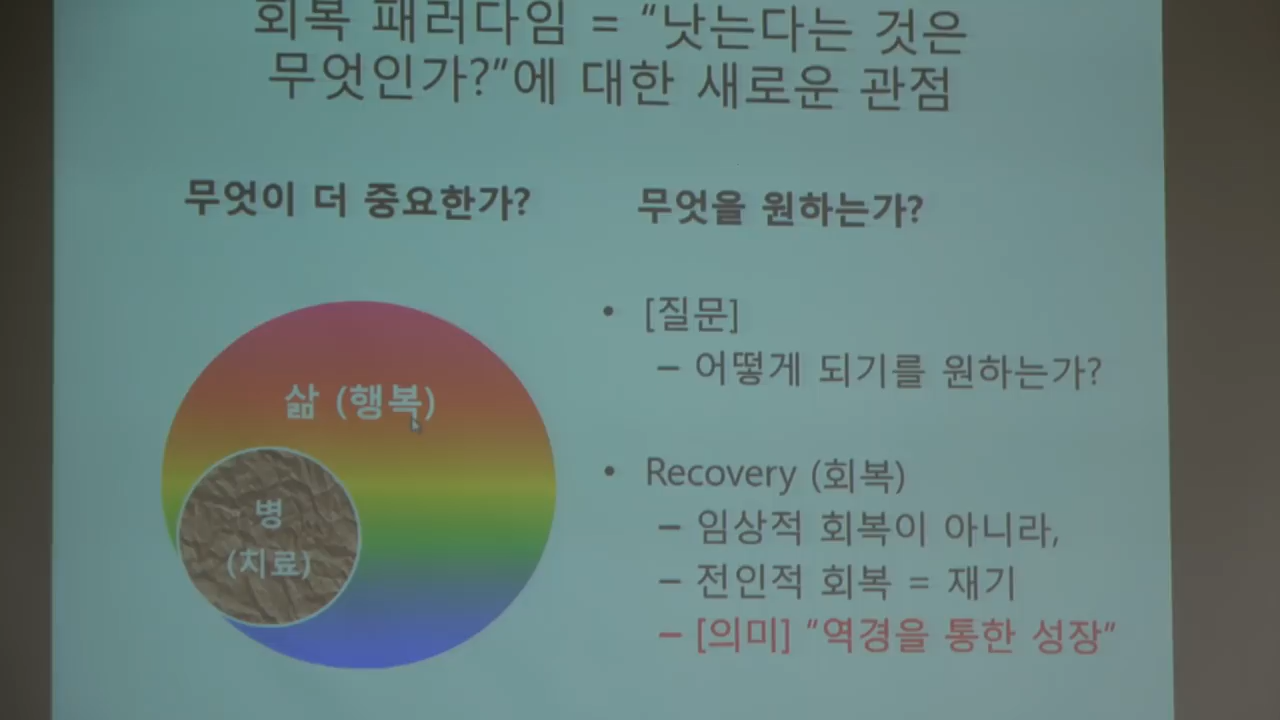 회복 패러다임 = “낫는다는 것은
무엇인가?”에 대한 새로운 관점
무엇이 더 중요한가?
삶 (행복)
병
(치료)
무엇을 원하는가?
• [질문]
– 어떻게 되기를 원하는가?
• Recovery (회복)
– 임상적 회복이 아니라,
– 전인적 회복 = 재기
– [의미] “역경을 통한 성장”